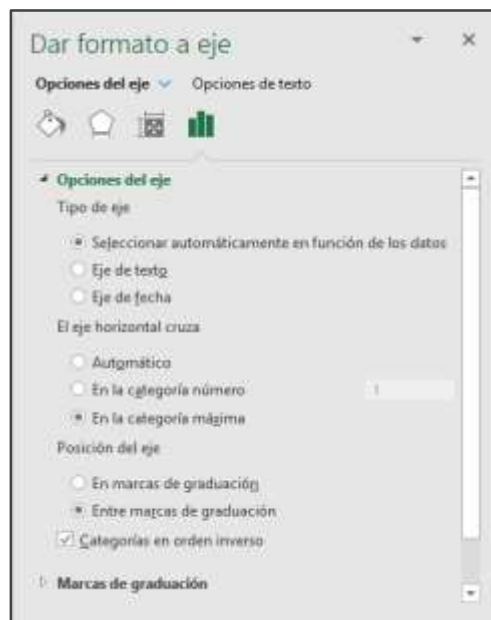 Dar formato a eje
Opciones del eje Opciones de texto
Opciones del eje
Tipo de eje
Seleccionar automáticamente en función de los datos
Eje de texto
Eje de fecha
El eje horizontal cruza
Automático
En la categoría número 1
En la categoría máxima
Posición del eje
En marcas de graduación
Entre marcas de graduación
Categorías en orden inverso
Marcas de graduación